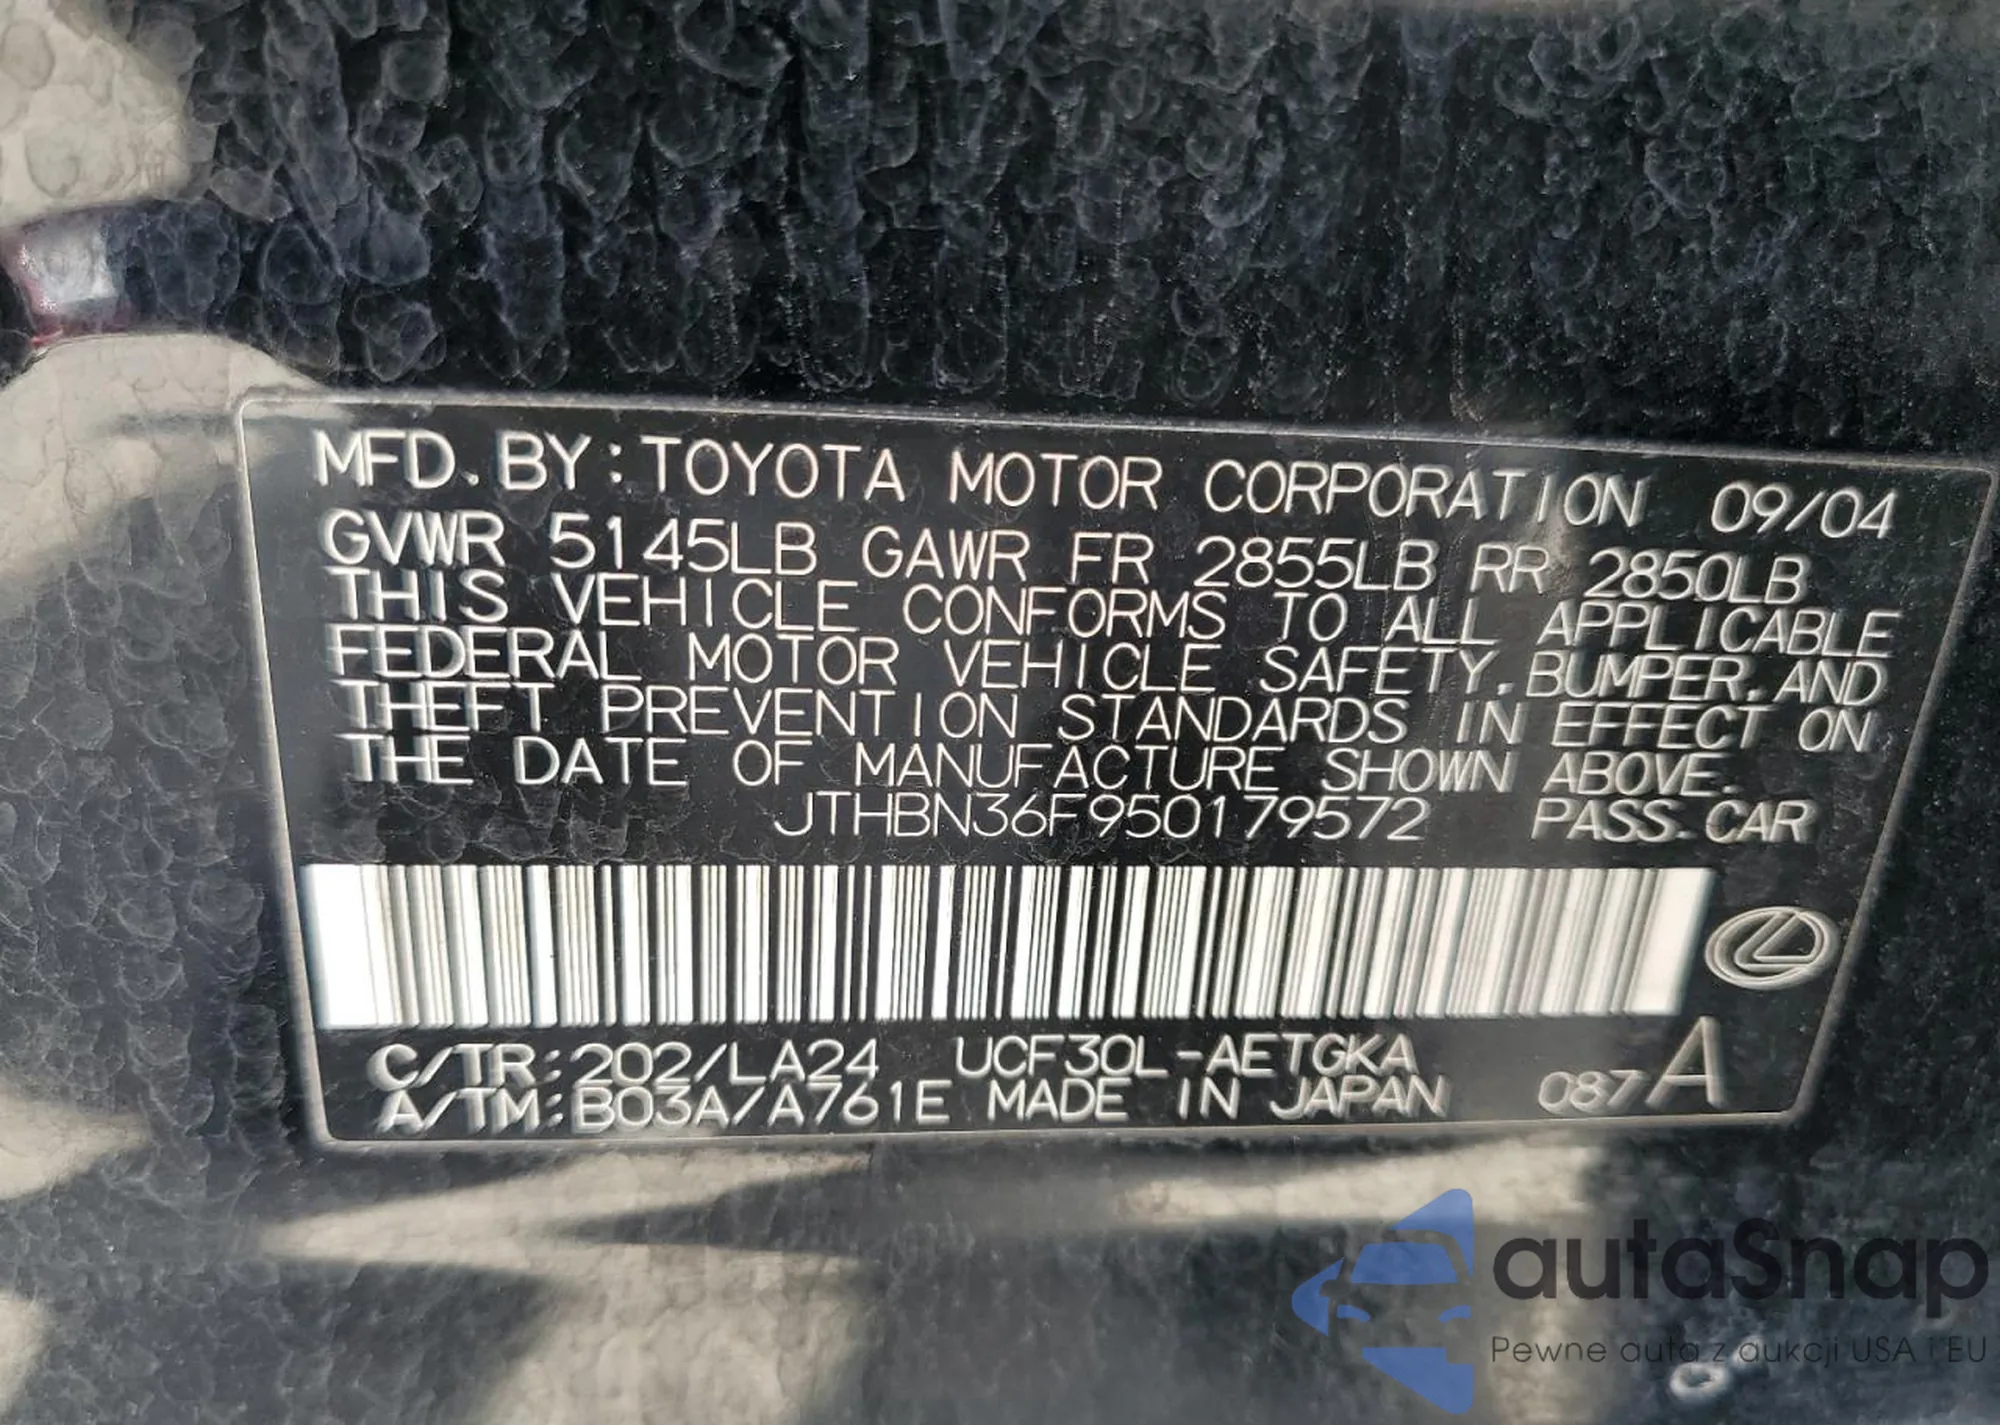 MFD. BY: TOYOTA MOTOR CORPORATION 09/04
GVWR 5145LB GAWR FR 2855LB RR 2850LB
THIS VEHICLE CONFORMS TO ALL APPLICABLE
FEDERAL MOTOR VEHICLE SAFETY, BUMPER, AND
THEFT PREVENTION STANDARDS IN EFFECT ON
THE DATE OF MANUFACTURE SHOWN ABOVE.
JTHBN36F950179572 PASS. CAR
C/TR: 202/LA24 UCF30L-AETGKA
A/TM: B03A/A761E MADE IN JAPAN 087A
autaSnap
Pewne auta z aukcji USA i EU